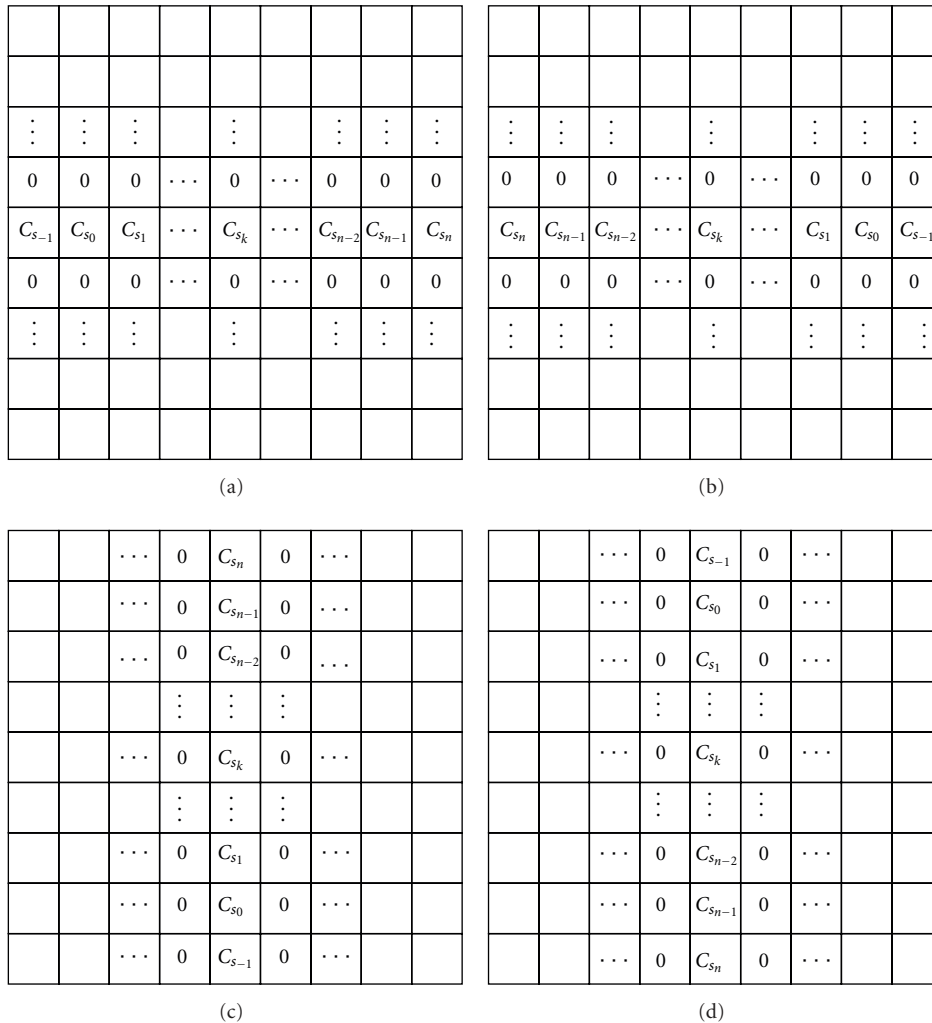 ⋮ ⋮ ⋮ ⋮ ⋮ ⋮ ⋮
0 0 0 ··· 0 ··· 0 0 0
C_{s_{-1}} C_{s_0} C_{s_1} ··· C_{s_k} ··· C_{s_{n-2}} C_{s_{n-1}} C_{s_n}
0 0 0 ··· 0 ··· 0 0 0
⋮ ⋮ ⋮ ⋮ ⋮ ⋮ ⋮
(a)
⋮ ⋮ ⋮ ⋮ ⋮ ⋮ ⋮
0 0 0 ··· 0 ··· 0 0 0
C_{s_n} C_{s_{n-1}} C_{s_{n-2}} ··· C_{s_k} ··· C_{s_1} C_{s_0} C_{s_{-1}}
0 0 0 ··· 0 ··· 0 0 0
⋮ ⋮ ⋮ ⋮ ⋮ ⋮ ⋮
(b)
··· 0 C_{s_n} 0 ···
··· 0 C_{s_{n-1}} 0 ···
··· 0 C_{s_{n-2}} 0 ···
⋮ ⋮ ⋮
··· 0 C_{s_k} 0 ···
⋮ ⋮ ⋮
··· 0 C_{s_1} 0 ···
··· 0 C_{s_0} 0 ···
··· 0 C_{s_{-1}} 0 ···
(c)
··· 0 C_{s_{-1}} 0 ···
··· 0 C_{s_0} 0 ···
··· 0 C_{s_1} 0 ···
⋮ ⋮ ⋮
··· 0 C_{s_k} 0 ···
⋮ ⋮ ⋮
··· 0 C_{s_{n-2}} 0 ···
··· 0 C_{s_{n-1}} 0 ···
··· 0 C_{s_n} 0 ···
(d)